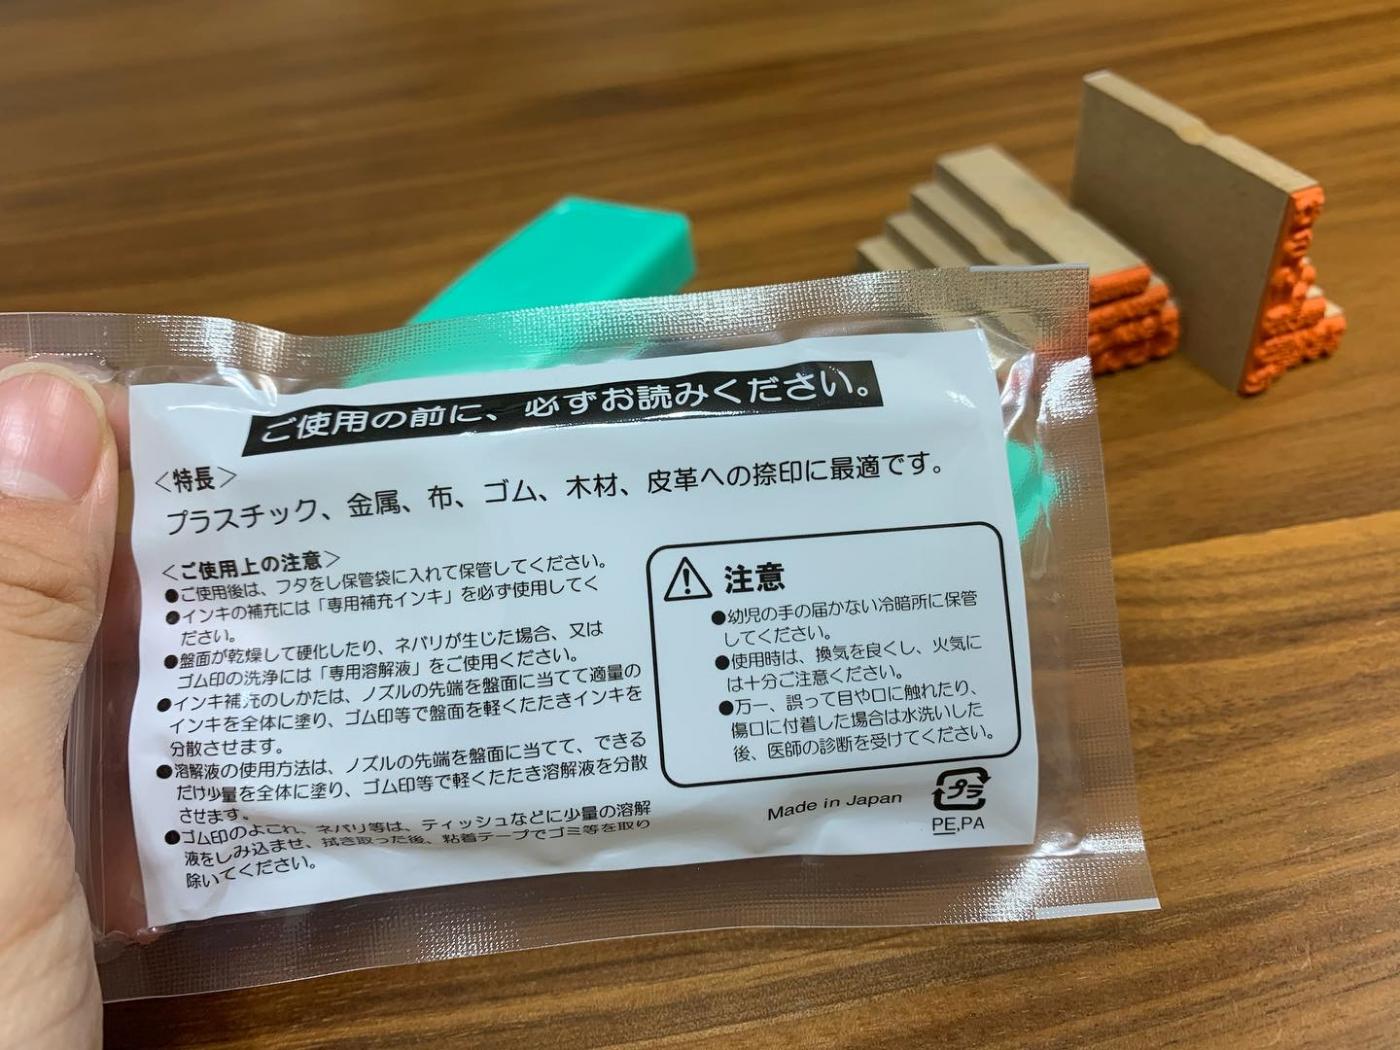 ご使用の前に、必ずお読みください。
＜特長＞
プラスチック、金属、布、ゴム、木材、皮革への捺印に最適です。
＜ご使用上の注意＞
●ご使用後は、フタをし保管袋に入れて保管してください。
●インキの補充には「専用補充インキ」を必ず使用してく
ださい。
●盤面が乾燥して硬化したり、ネバリが生じた場合、又は
ゴム印の洗浄には「専用溶解液」をご使用ください。
●インキ補充のしかたは、ノズルの先端を盤面に当てて適量の
インキを全体に塗り、ゴム印等で盤面を軽くたたきインキを
分散させます。
●溶解液の使用方法は、ノズルの先端を盤面に当てて、できる
だけ少量を全体に塗り、ゴム印等で軽くたたき溶解液を分散
させます。
●ゴム印のよごれ、ネバリ等は、ティッシュなどに少量の溶解
液をしみ込ませ、拭き取った後、粘着テープでゴミ等を取り
除いてください。
注意
●幼児の手の届かない冷暗所に保管
してください。
●使用時は、換気を良くし、火気に
は十分ご注意ください。
●万一、誤って目や口に触れたり、
傷口に付着した場合は水洗いした
後、医師の診断を受けてください。
Made in Japan
プラ
PE,PA